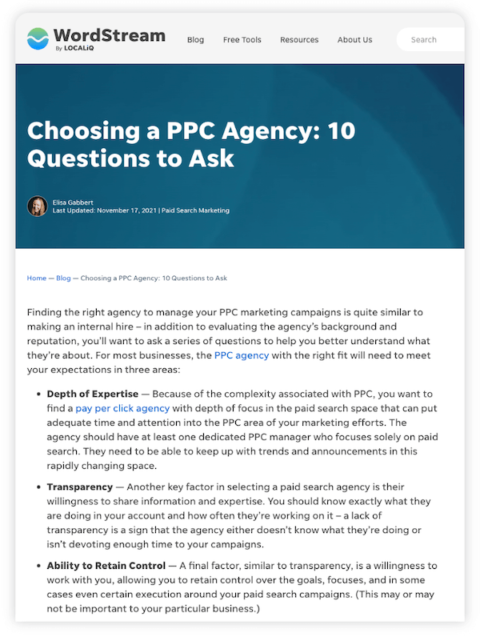 WordStream
By LOCALiQ
Blog
Free Tools
Resources
About Us
Search
Choosing a PPC Agency: 10
Questions to Ask
Elisa Gabbert
Last Updated: November 17, 2021 | Paid Search Marketing
Home — Blog — Choosing a PPC Agency: 10 Questions to Ask
Finding the right agency to manage your PPC marketing campaigns is quite similar to
making an internal hire – in addition to evaluating the agency's background and
reputation, you'll want to ask a series of questions to help you better understand what
they're about. For most businesses, the PPC agency with the right fit will need to meet
your expectations in three areas:
• Depth of Expertise — Because of the complexity associated with PPC, you want to
find a pay per click agency with depth of focus in the paid search space that can put
adequate time and attention into the PPC area of your marketing efforts. The
agency should have at least one dedicated PPC manager who focuses solely on paid
search. They need to be able to keep up with trends and announcements in this
rapidly changing space.
• Transparency — Another key factor in selecting a paid search agency is their
willingness to share information and expertise. You should know exactly what they
are doing in your account and how often they're working on it – a lack of
transparency is a sign that the agency either doesn't know what they're doing or
isn't devoting enough time to your campaigns.
• Ability to Retain Control — A final factor, similar to transparency, is a willingness to
work with you, allowing you to retain control over the goals, focuses, and in some
cases even certain execution around your paid search campaigns. (This may or may
not be important to your particular business.)